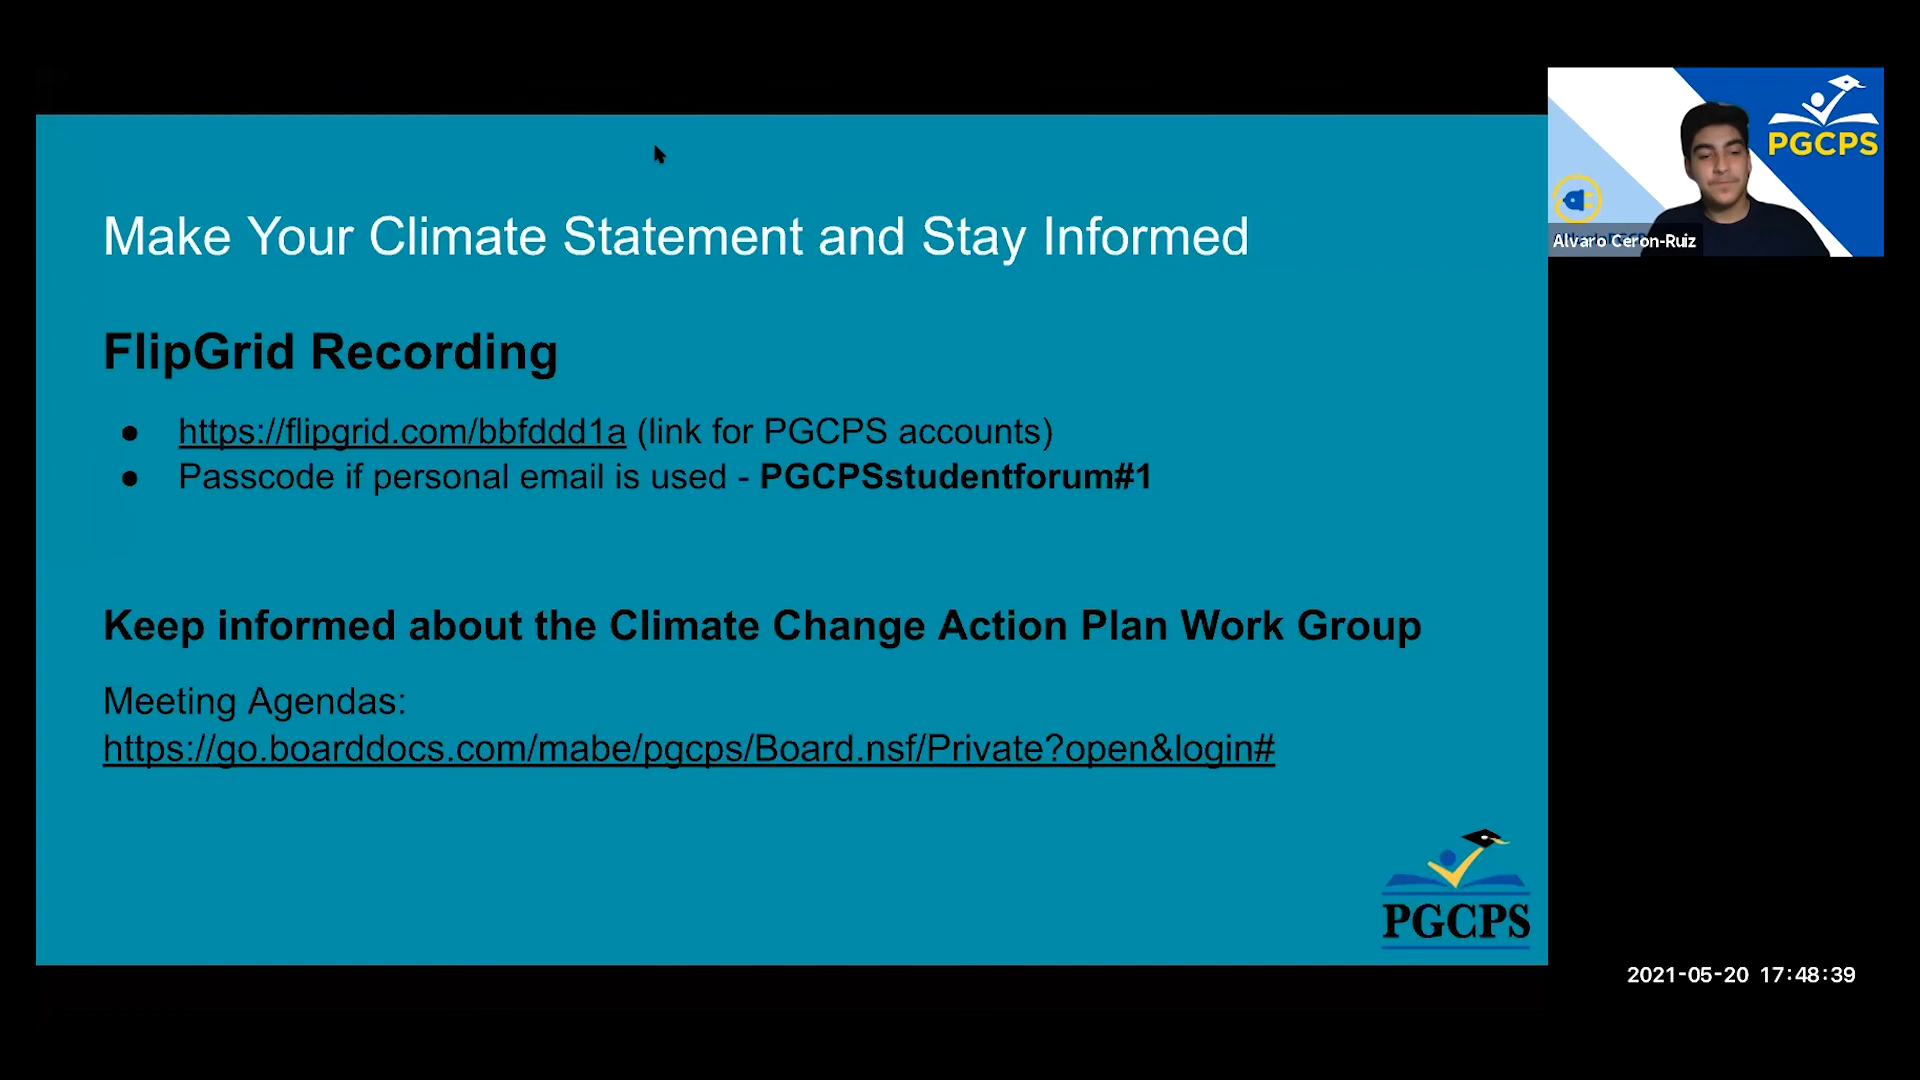 Make Your Climate Statement and Stay Informed
FlipGrid Recording
● https://flipgrid.com/bbfddd1a (link for PGCPS accounts)
● Passcode if personal email is used - PGCPSstudentforum#1
Keep informed about the Climate Change Action Plan Work Group
Meeting Agendas:
https://go.boarddocs.com/mabe/pgcps/Board.nsf/Private?open&login#
PGCPS
PGCPS
Alvaro Ceron-Ruiz
2021-05-20 17:48:39